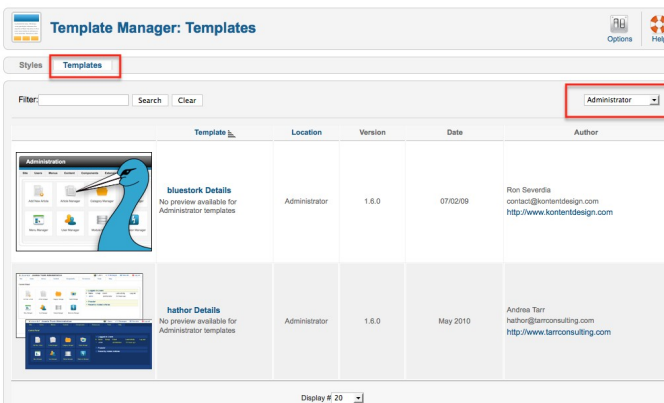 Template Manager: Templates
Options
Help
Styles
Templates
Filter:
Search
Clear
Administrator
Template
Location
Version
Date
Author
Administration
bluestork Details
No preview available for
Administrator templates
Administrator
1.6.0
07/02/09
Ron Severdia
contact@kontentdesign.com
http://www.kontentdesign.com
hathor Details
No preview available for
Administrator templates
Administrator
1.6.0
May 2010
Andrea Tarr
hathor@tarrconsulting.com
http://www.tarrconsulting.com
Display # 20